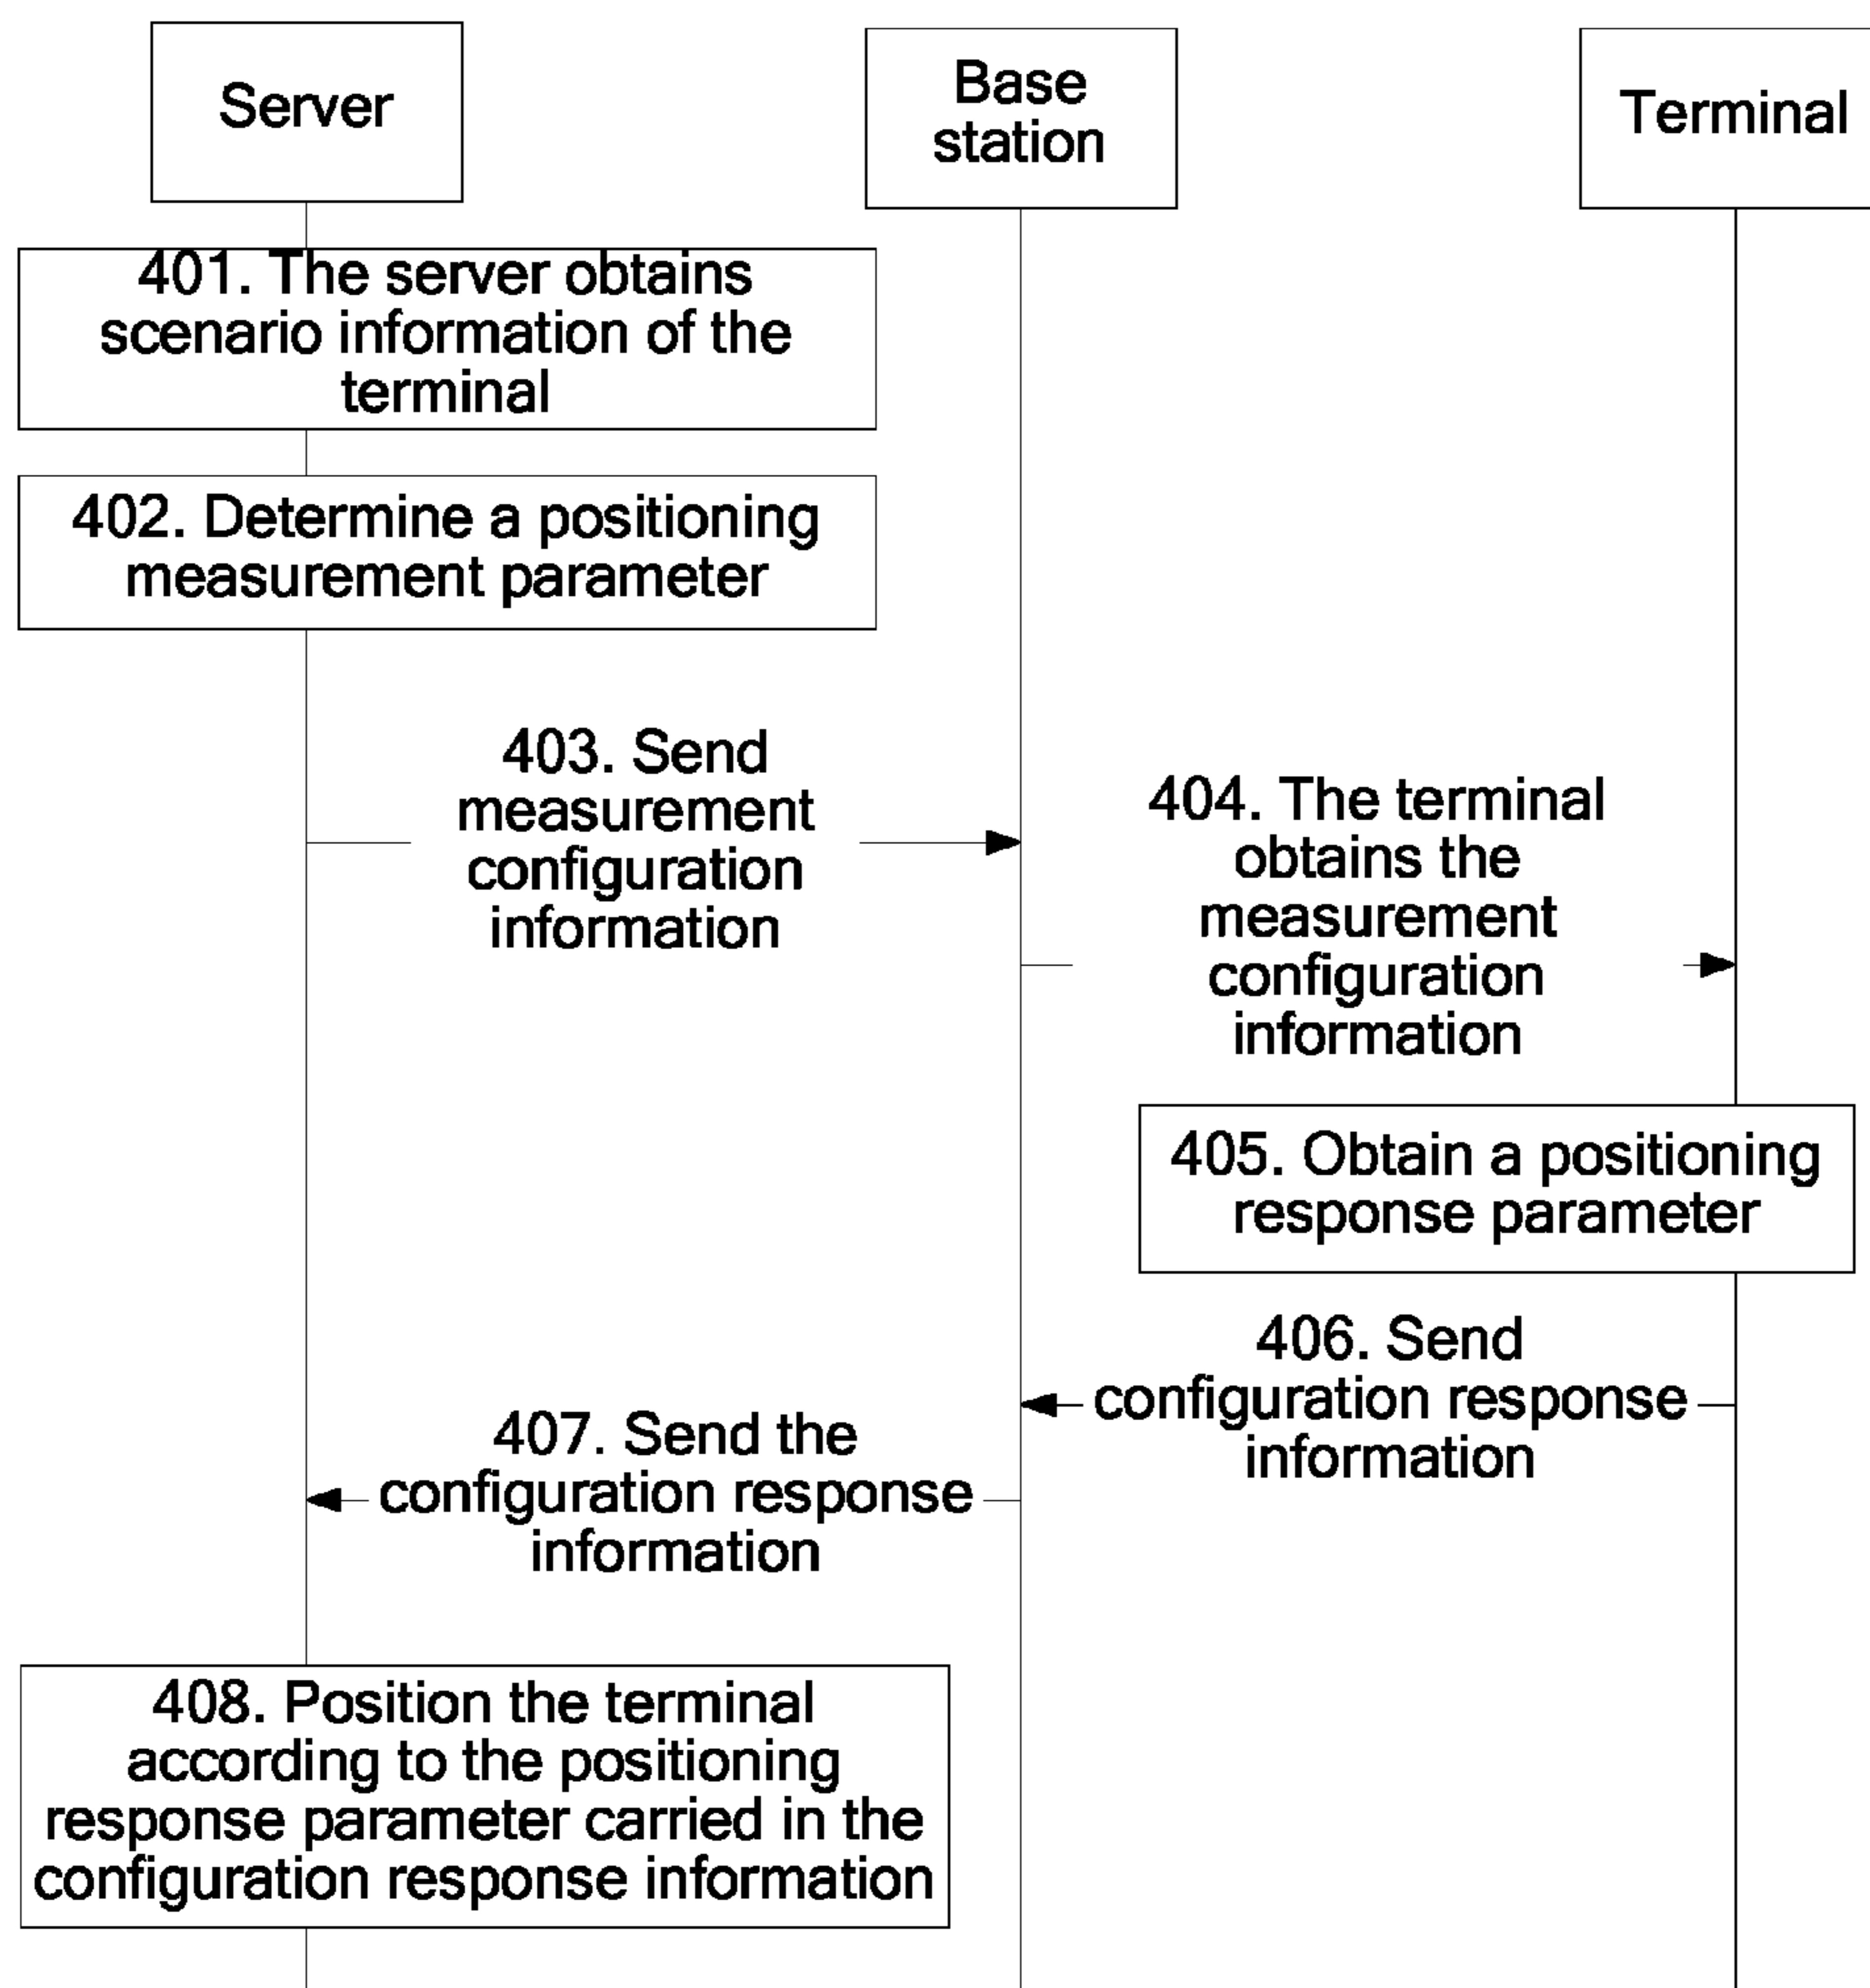 Server
Base
station
Terminal
401. The server obtains
scenario information of the
terminal
402. Determine a positioning
measurement parameter
403. Send
measurement
configuration
information
404. The terminal
obtains the
measurement
configuration
information
405. Obtain a positioning
response parameter
406. Send
configuration response
information
407. Send the
configuration response
information
408. Position the terminal
according to the positioning
response parameter carried in the
configuration response information